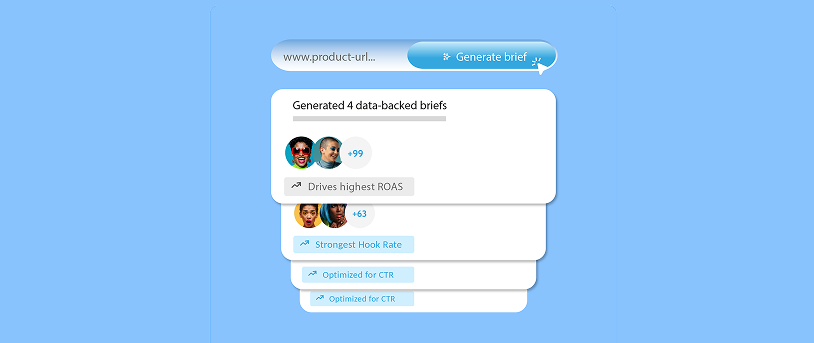 www.product-url...
Generate brief
Generated 4 data-backed briefs
+99
Drives highest ROAS
+63
Strongest Hook Rate
Optimized for CTR
Optimized for CTR